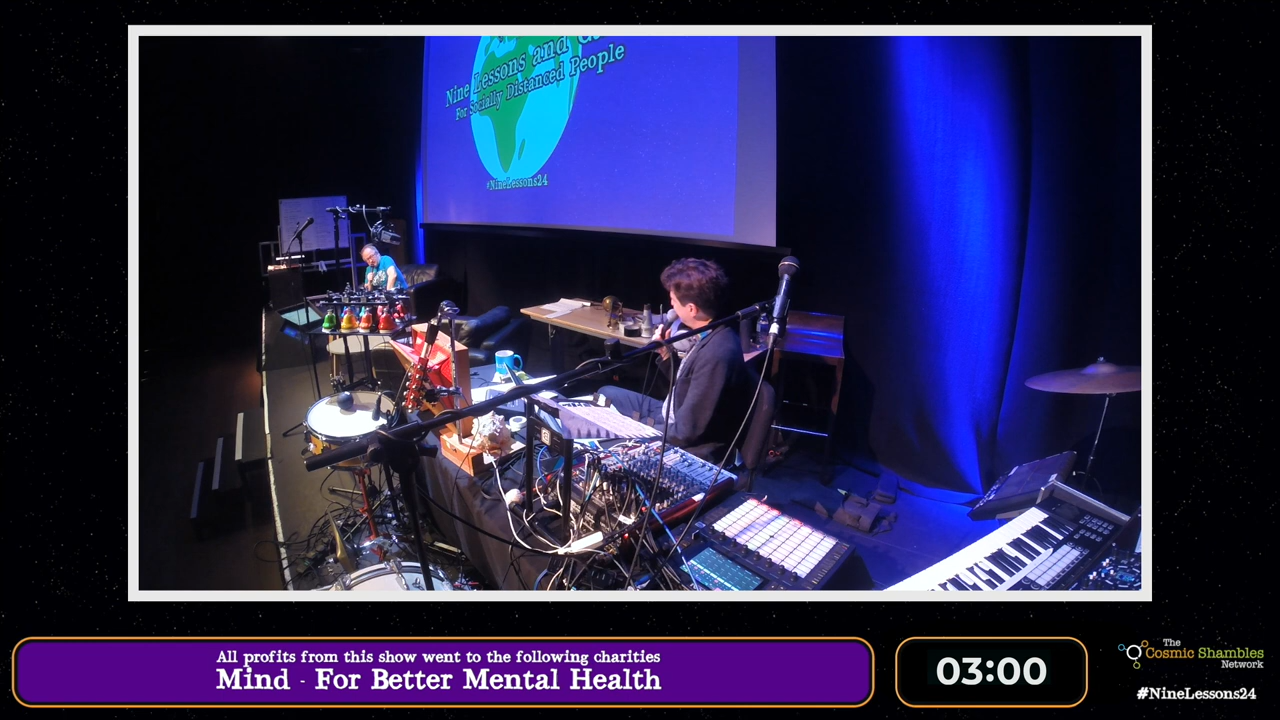 Nine Lessons and
For Socially Distanced People
#NineLessons24
All profits from this show went to the following charities
Mind - For Better Mental Health
03:00
The
Cosmic Shambles
Network
#NineLessons24